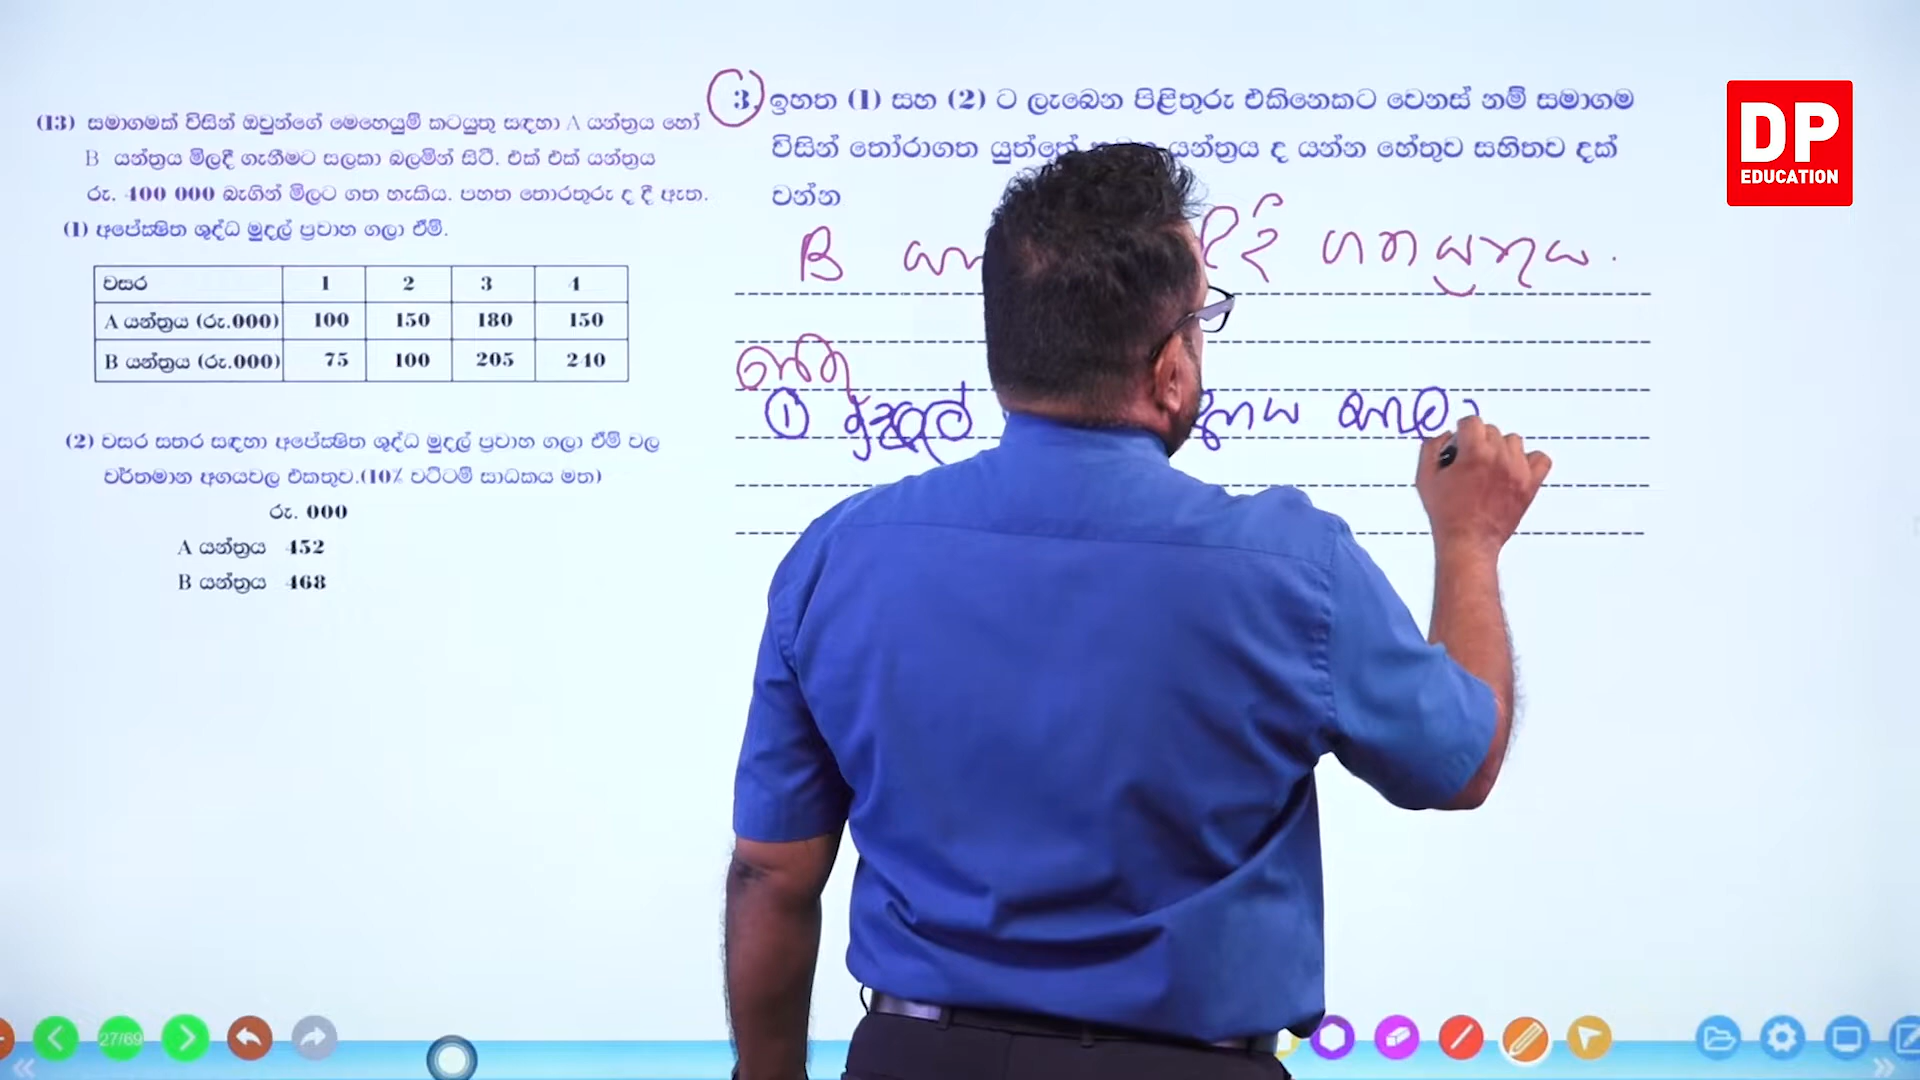 (13) සමාගමක් විසින් ඔවුන්ගේ මෙහෙයුම් කටයුතු සඳහා A යන්ත්‍රය හෝ
B යන්ත්‍රය මිලදී ගැනීමට සලකා බලමින් සිටී. එක් එක් යන්ත්‍රය
රු. 400 000 බැගින් මිලට ගත හැකිය. පහත තොරතුරු ද දී ඇත.
(1) අපේක්ෂිත ශුද්ධ මුදල් ප්‍රවාහ ගලා ඒම්.
වසර 1 2 3 4
A යන්ත්‍රය (රු.000) 100 150 180 150
B යන්ත්‍රය (රු.000) 75 100 205 240
(2) වසර සතර සඳහා අපේක්ෂිත ශුද්ධ මුදල් ප්‍රවාහ ගලා ඒම් වල
වර්තමාන අගයවල එකතුව.(10% වට්ටම් සාධකය මත)
රු. 000
A යන්ත්‍රය 452
B යන්ත්‍රය 468
3. ඉහත (1) සහ (2) ට ලැබෙන පිළිතුරු එකිනෙකට වෙනස් නම් සමාගම
විසින් තෝරාගත යුත්තේ යන්ත්‍රය ද යන්න හේතුව සහිතව දක්
වන්න
B ගතයුතුය.
හේතු
① මුදල්
DP
EDUCATION
27/69